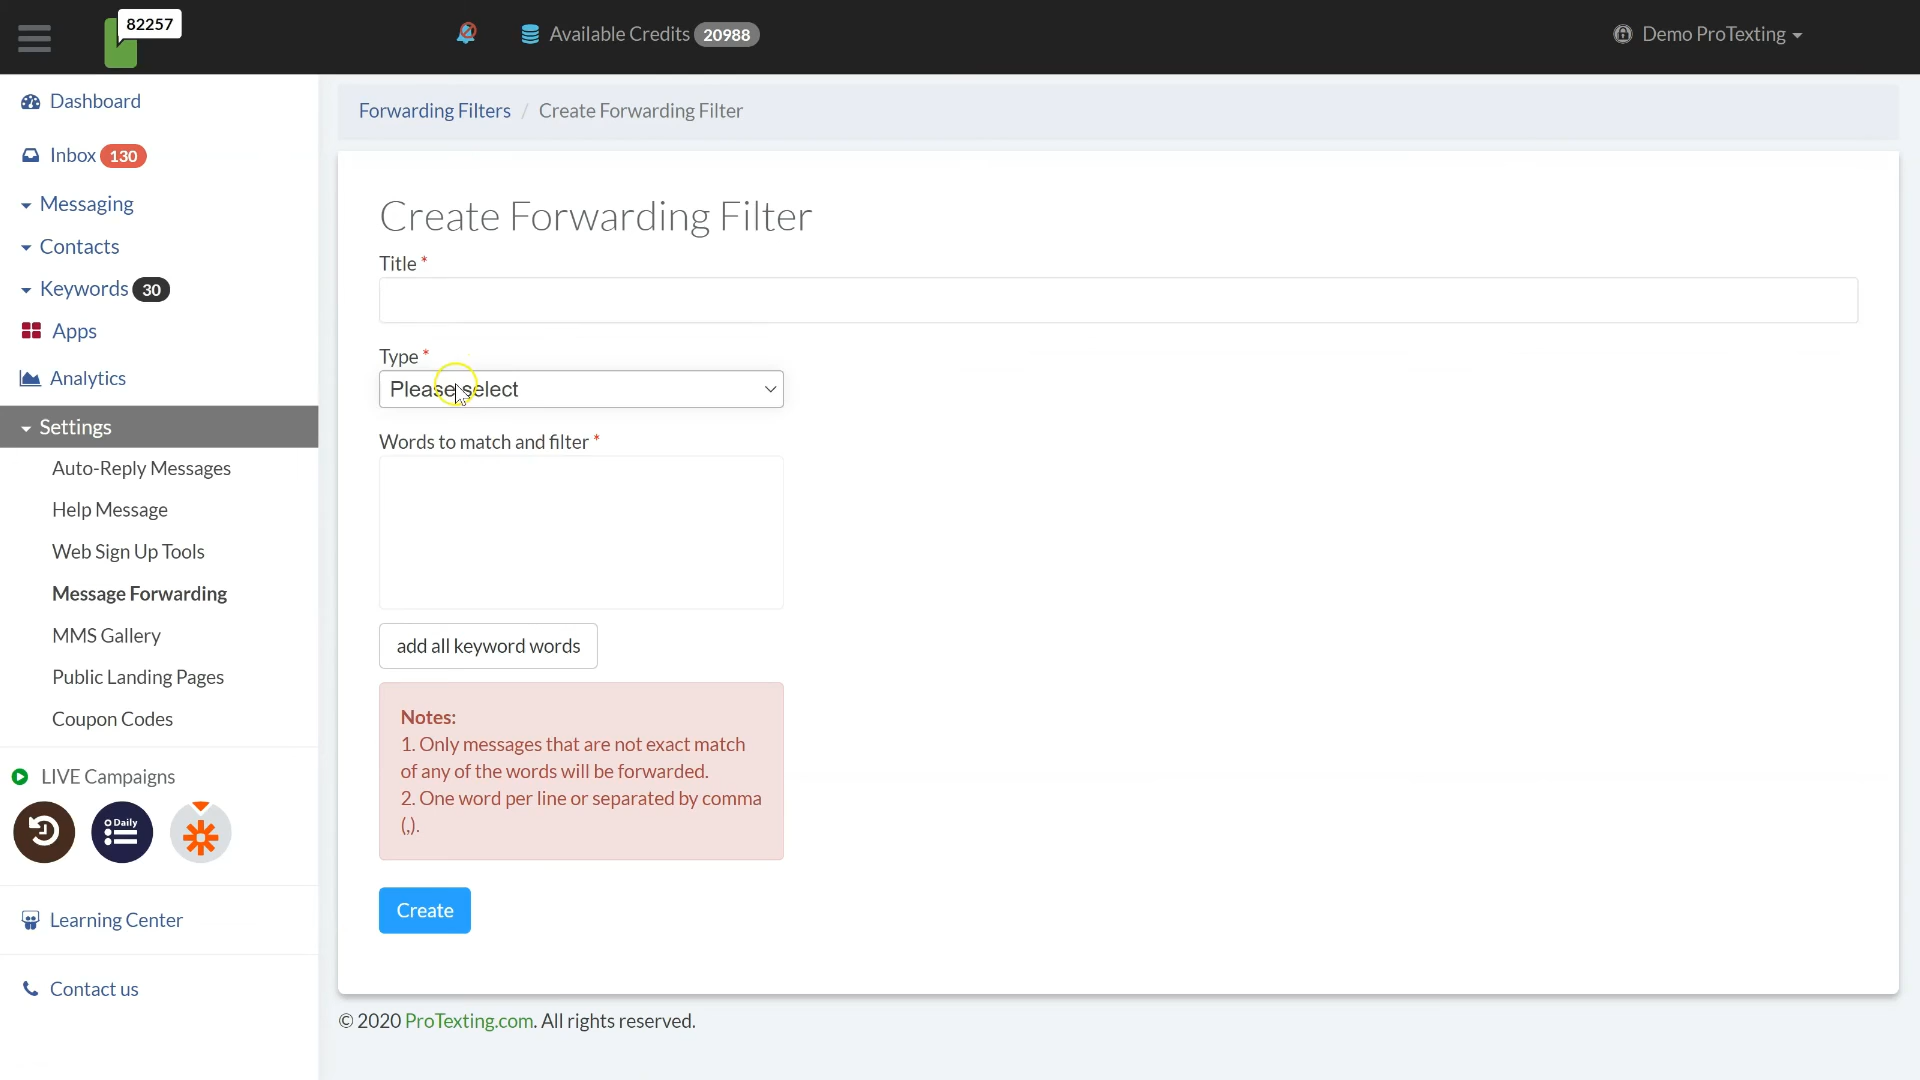 82257
Available Credits 20988
Demo ProTexting
Dashboard
Inbox 130
Messaging
Contacts
Keywords 30
Apps
Analytics
Settings
Auto-Reply Messages
Help Message
Web Sign Up Tools
Message Forwarding
MMS Gallery
Public Landing Pages
Coupon Codes
LIVE Campaigns
Daily
Learning Center
Contact us
Forwarding Filters / Create Forwarding Filter
Create Forwarding Filter
Title *
Type *
Please select
Words to match and filter *
add all keyword words
Notes:
1. Only messages that are not exact match
of any of the words will be forwarded.
2. One word per line or separated by comma
(,).
Create
© 2020 ProTexting.com. All rights reserved.